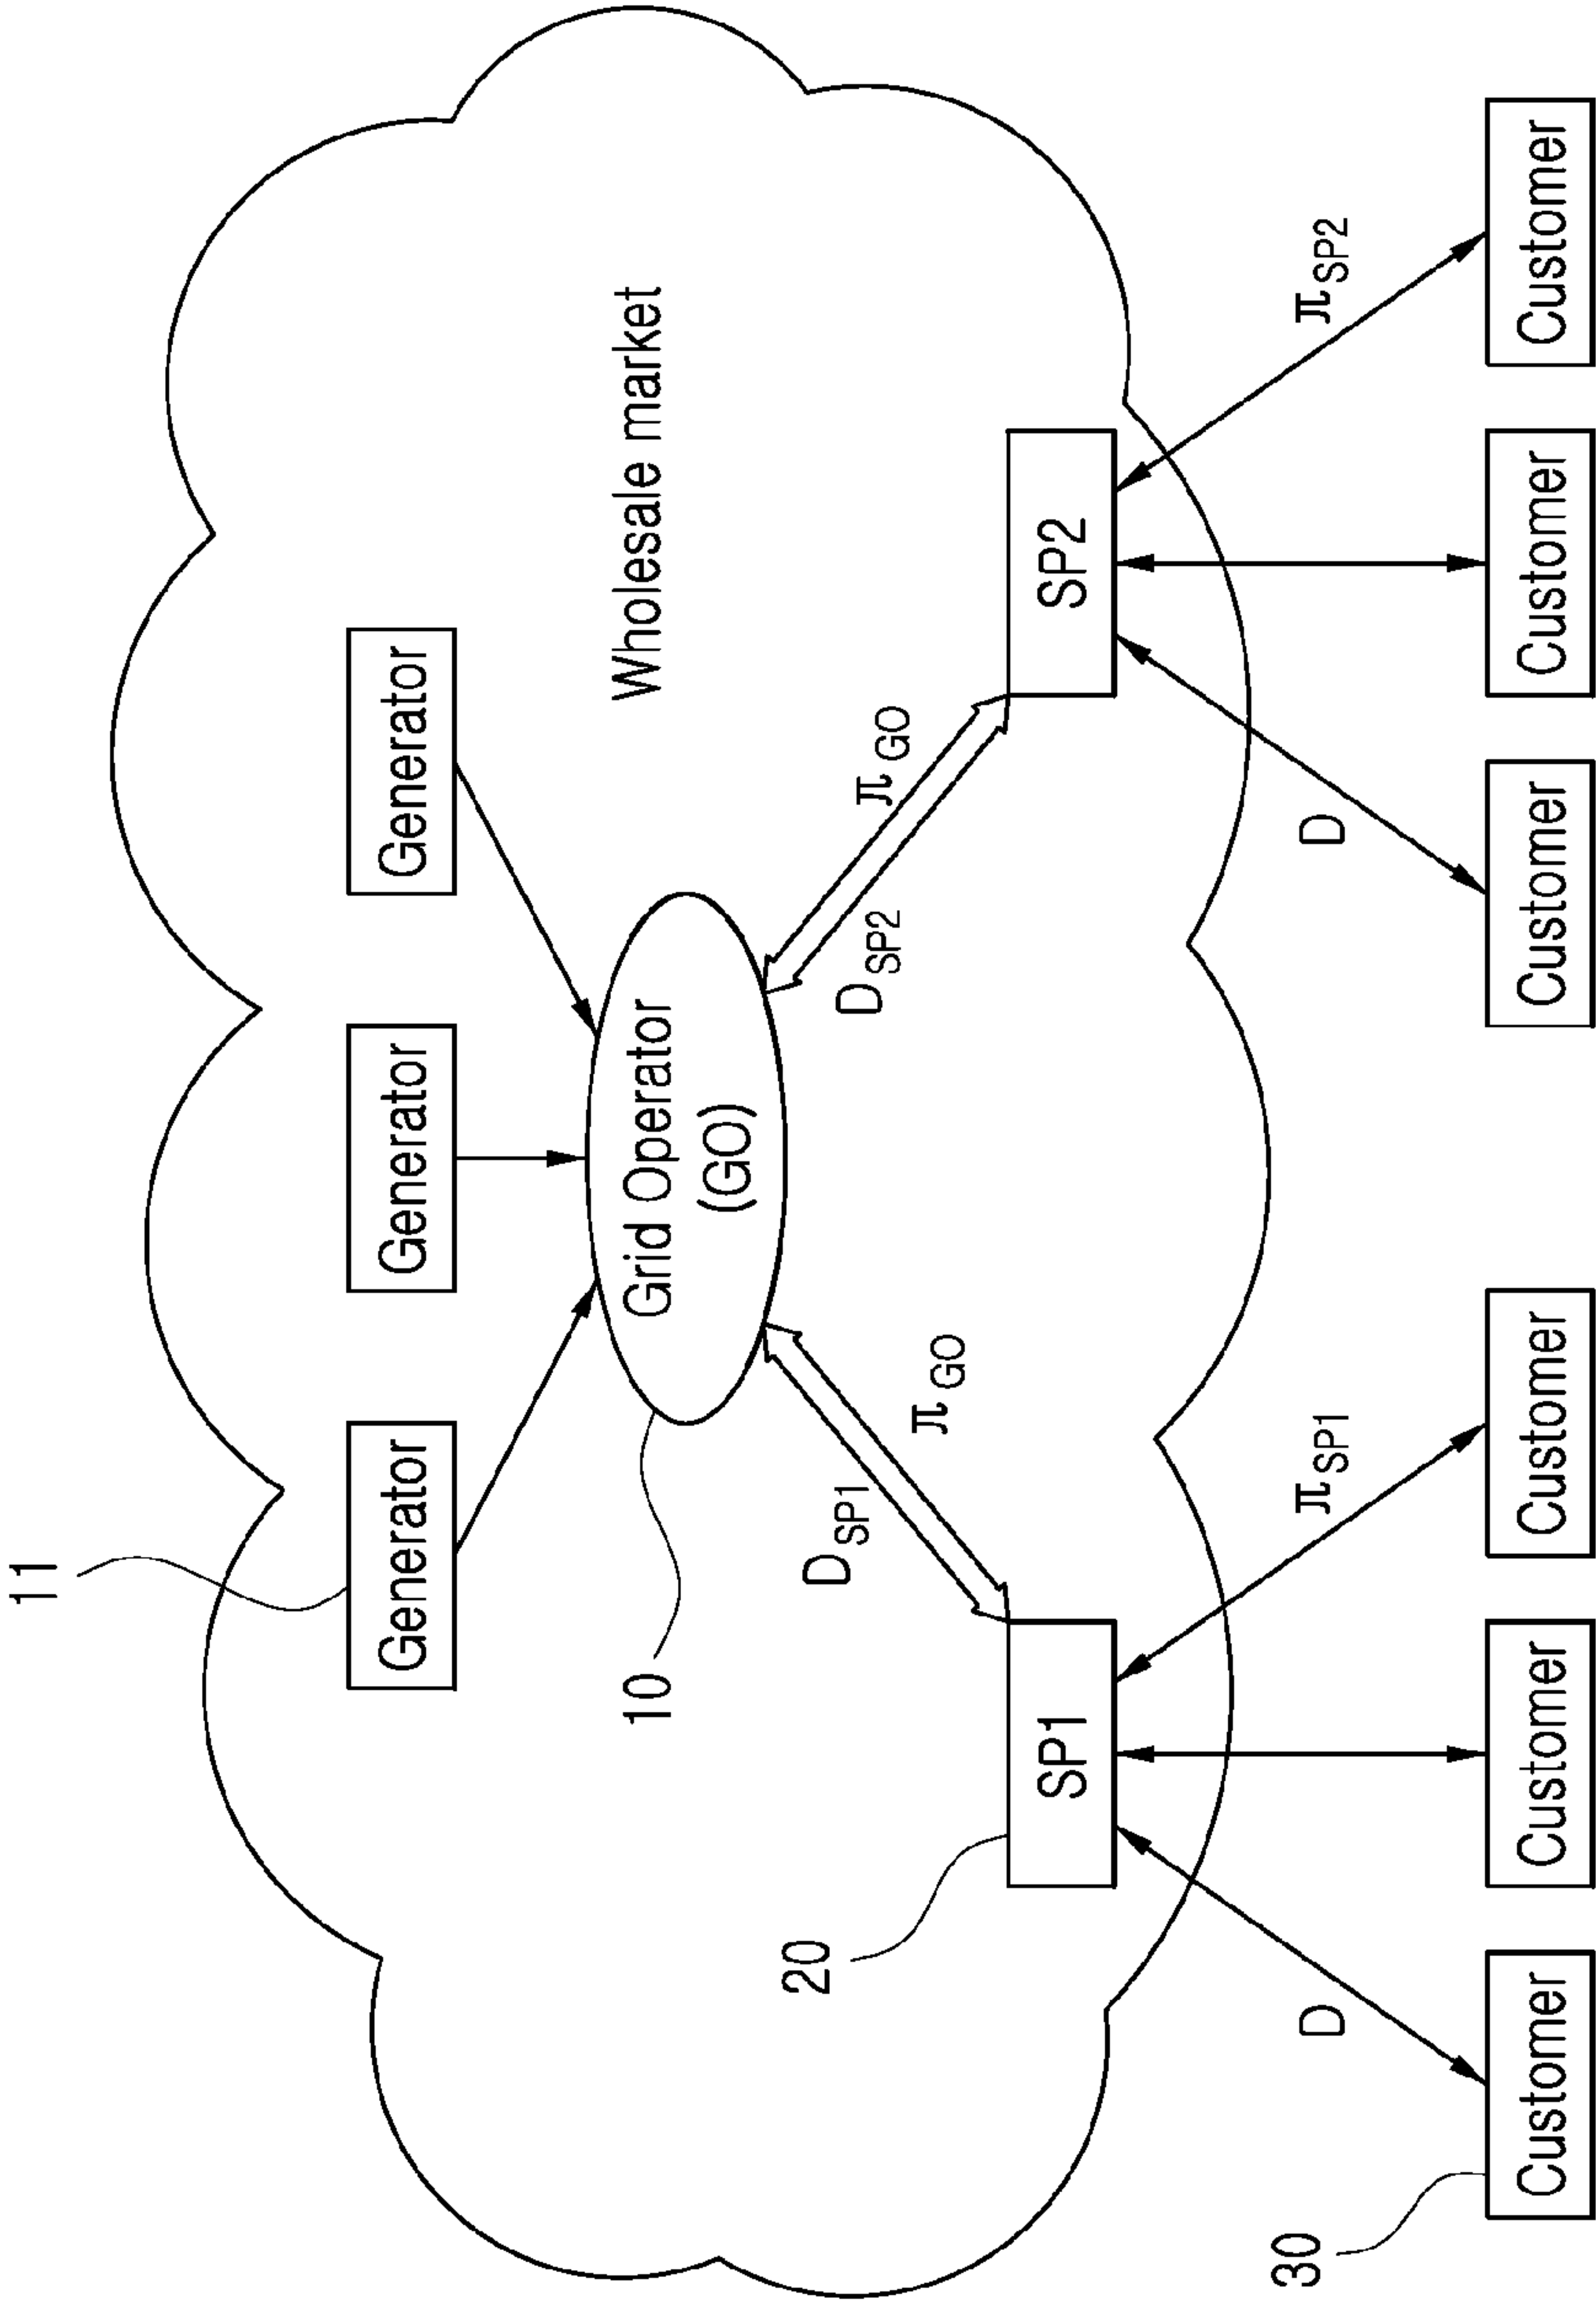 11
Generator
Generator
Generator
10
Grid Operator
(GO)
Wholesale market
D SP1
π GO
D SP2
π GO
20
SP1
SP2
D
π SP1
D
π SP2
30
Customer
Customer
Customer
Customer
Customer
Customer